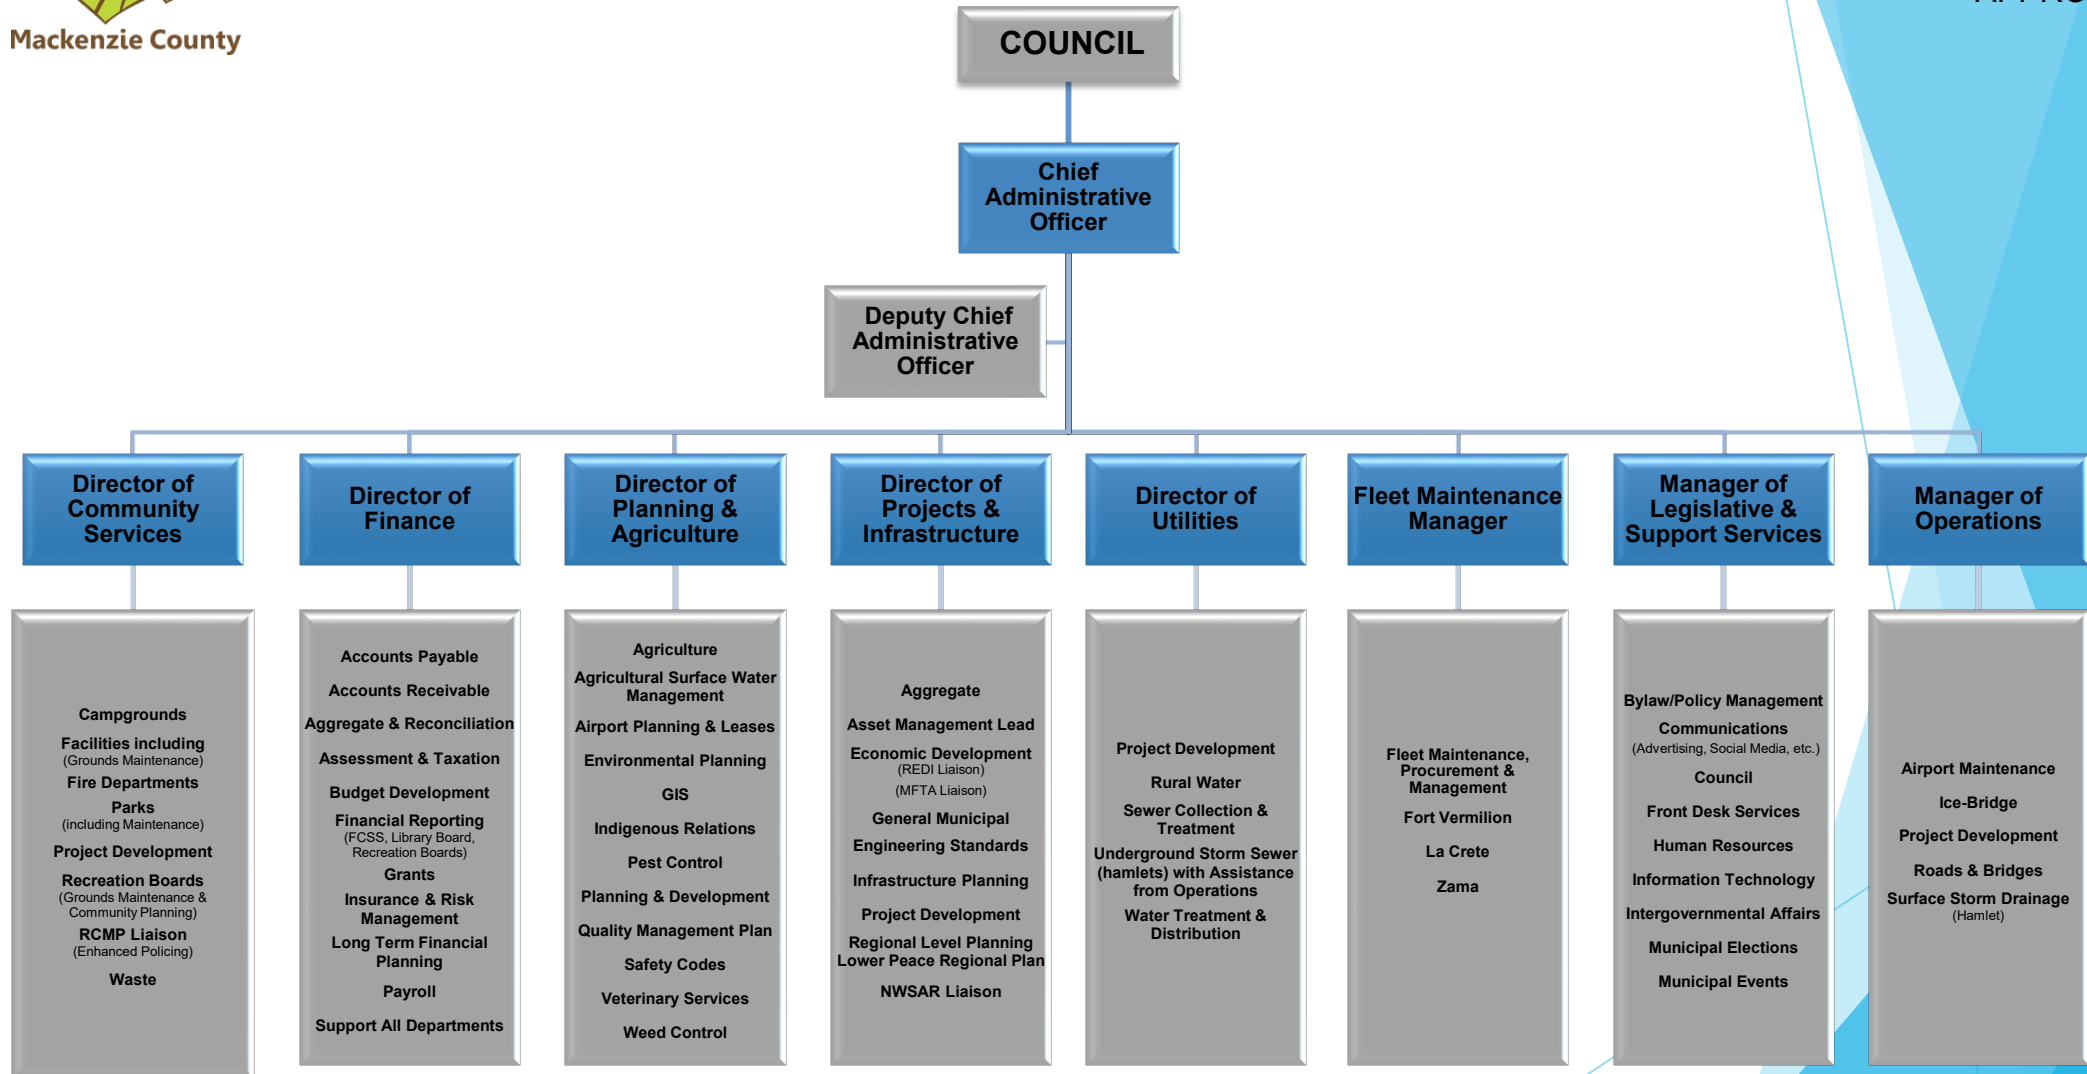 Mackenzie County
COUNCIL
Chief
Administrative
Officer
Deputy Chief
Administrative
Officer
Director of
Community
Services
Director of
Finance
Director of
Planning &
Agriculture
Director of
Projects &
Infrastructure
Director of
Utilities
Fleet Maintenance
Manager
Manager of
Legislative &
Support Services
Manager of
Operations
Campgrounds
Facilities including
(Grounds Maintenance)
Fire Departments
Parks
(including Maintenance)
Project Development
Recreation Boards
(Grounds Maintenance &
Community Planning)
RCMP Liaison
(Enhanced Policing)
Waste
Accounts Payable
Accounts Receivable
Aggregate & Reconciliation
Assessment & Taxation
Budget Development
Financial Reporting
(FCSS, Library Board,
Recreation Boards)
Grants
Insurance & Risk
Management
Long Term Financial
Planning
Payroll
Support All Departments
Agriculture
Agricultural Surface Water
Management
Airport Planning & Leases
Environmental Planning
GIS
Indigenous Relations
Pest Control
Planning & Development
Quality Management Plan
Safety Codes
Veterinary Services
Weed Control
Aggregate
Asset Management Lead
Economic Development
(REDI Liaison)
(MFTA Liaison)
General Municipal
Engineering Standards
Infrastructure Planning
Project Development
Regional Level Planning
Lower Peace Regional Plan
NWSAR Liaison
Project Development
Rural Water
Sewer Collection &
Treatment
Underground Storm Sewer
(hamlets) with Assistance
from Operations
Water Treatment &
Distribution
Fleet Maintenance,
Procurement &
Management
Fort Vermilion
La Crete
Zama
Bylaw/Policy Management
Communications
(Advertising, Social Media, etc.)
Council
Front Desk Services
Human Resources
Information Technology
Intergovernmental Affairs
Municipal Elections
Municipal Events
Airport Maintenance
Ice-Bridge
Project Development
Roads & Bridges
Surface Storm Drainage
(Hamlet)